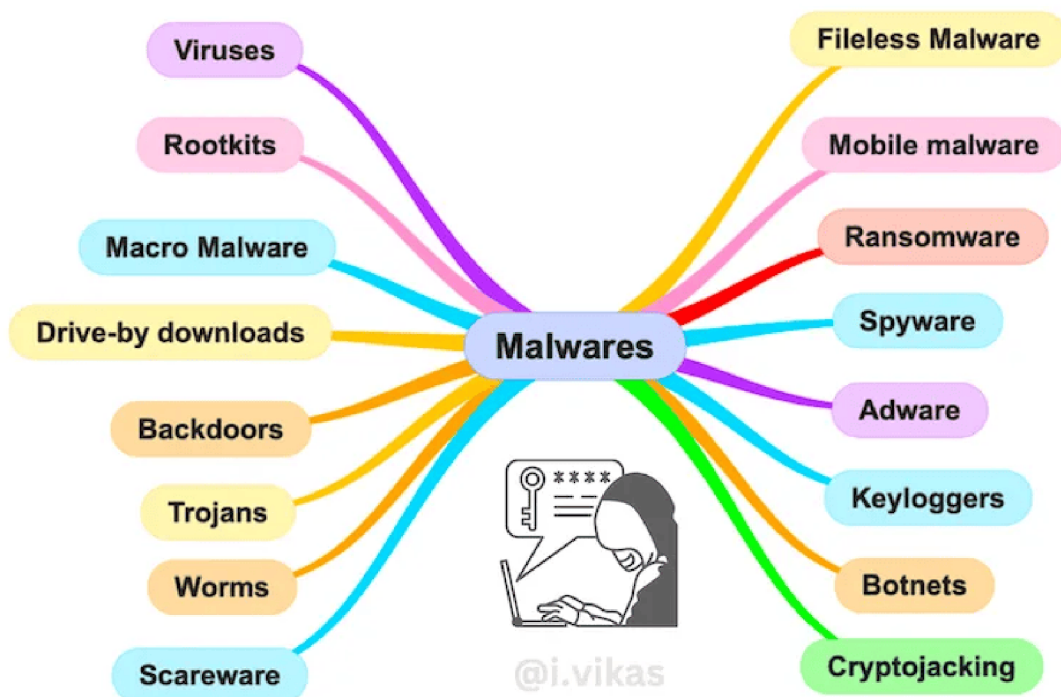 Viruses
Rootkits
Macro Malware
Drive-by downloads
Backdoors
Trojans
Worms
Scareware
Malwares
Fileless Malware
Mobile malware
Ransomware
Spyware
Adware
Keyloggers
Botnets
Cryptojacking
****
@i.vikas